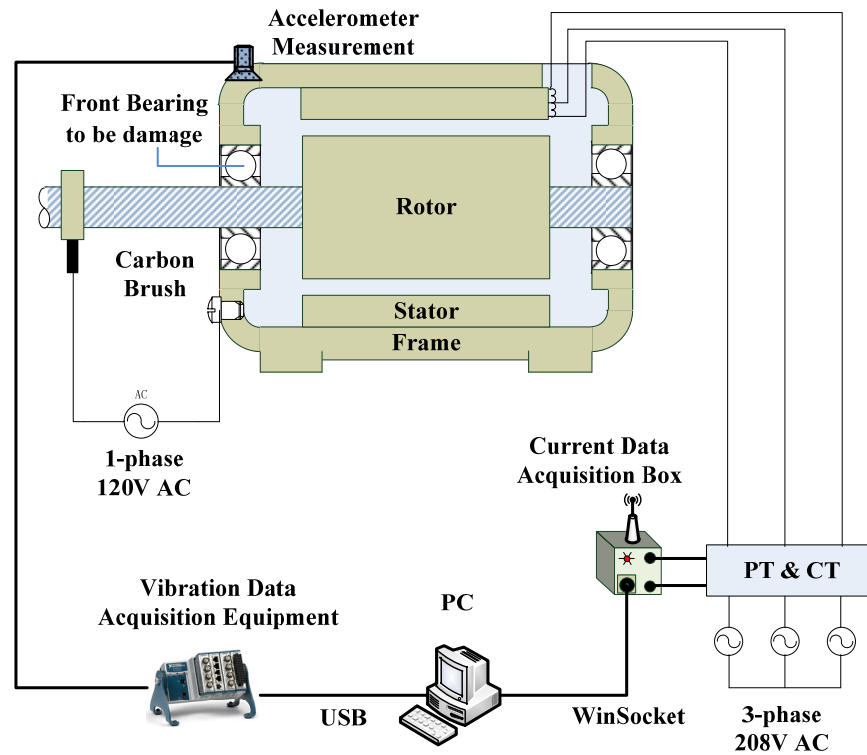 Accelerometer
Measurement
Front Bearing
to be damage
Rotor
Carbon
Brush
Stator
Frame
AC
1-phase
120V AC
Current Data
Acquisition Box
PT & CT
Vibration Data
Acquisition Equipment
PC
USB
WinSocket
3-phase
208V AC